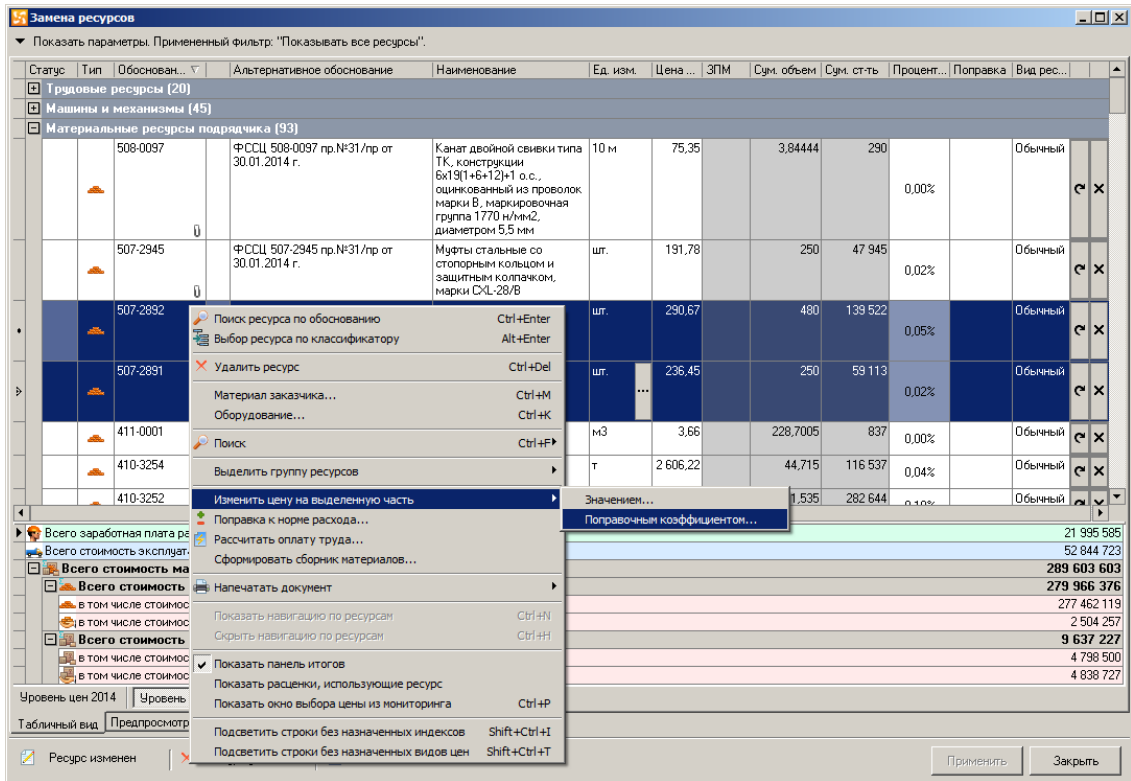 Замена ресурсов
Показать параметры. Примененный фильтр: "Показывать все ресурсы".
Статус Тип Обоснован... Альтернативное обоснование Наименование Ед. изм. Цена ... ЗПМ Сум. объем Сум. ст-ть Процент... Поправка Вид рес...
Трудовые ресурсы (20)
Машины и механизмы (45)
Материальные ресурсы подрядчика (93)
508-0097 ФССЦ 508-0097 пр.№31/пр от Канат двойной свивки типа 10 м 75,35 3,84444 290 Обычный
30.01.2014 г. ТК, конструкции
6х19(1+6+12)+1 о.с.,
оцинкованный из проволок
0,00%
марки В, маркировочная
группа 1770 н/мм2,
диаметром 5,5 мм
507-2945 ФССЦ 507-2945 пр.№31/пр от Муфты стальные со шт. 191,78 250 47 945 Обычный
30.01.2014 г. стопорным кольцом и
защитным колпачком, 0,02%
марки CXL-28/В
507-2892 шт. 290,67 480 139 522 0,05% Обычный
507-2891 шт. ... 236,45 250 59 113 0,02% Обычный
411-0001 м3 3,66 228,7005 837 0,00% Обычный
410-3254 т 2 606,22 44,715 116 537 0,04% Обычный
410-3252 1,535 282 644 Обычный
Поиск ресурса по обоснованию Ctrl+Enter
Выбор ресурса по классификатору Alt+Enter
Удалить ресурс Ctrl+Del
Материал заказчика... Ctrl+M
Оборудование... Ctrl+K
Поиск Ctrl+F
Выделить группу ресурсов
Изменить цену на выделенную часть
Поправка к норме расхода...
Рассчитать оплату труда...
Сформировать сборник материалов...
Напечатать документ
Показать навигацию по ресурсам Ctrl+N
Скрыть навигацию по ресурсам Ctrl+H
Показать панель итогов
Показать расценки, использующие ресурс
Показать окно выбора цены из мониторинга Ctrl+P
Подсветить строки без назначенных индексов Shift+Ctrl+I
Подсветить строки без назначенных видов цен Shift+Ctrl+T
Значением...
Поправочным коэффициентом...
Всего заработная плата ра 21 995 585
Всего стоимость эксплуат. 52 844 723
Всего стоимость ма 289 603 603
Всего стоимость 279 966 376
в том числе стоимос 277 462 119
в том числе стоимос 2 504 257
Всего стоимость 9 637 227
в том числе стоимос 4 798 500
в том числе стоимос 4 838 727
Уровень цен 2014 Уровень
Табличный вид Предпросмотр
Ресурс изменен Применить Закрыть